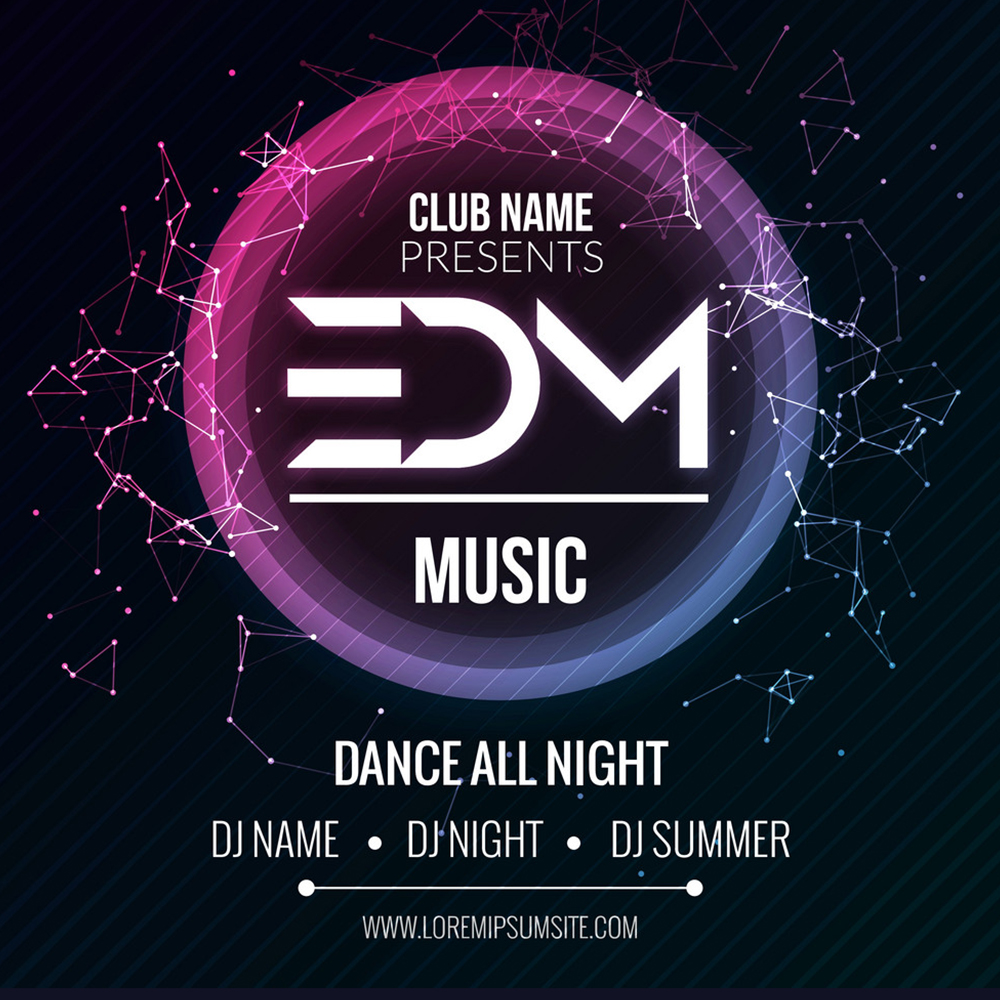 CLUB NAME
PRESENTS
EDM
MUSIC
DANCE ALL NIGHT
DJ NAME • DJ NIGHT • DJ SUMMER
WWW.LOREMIPSUMSITE.COM